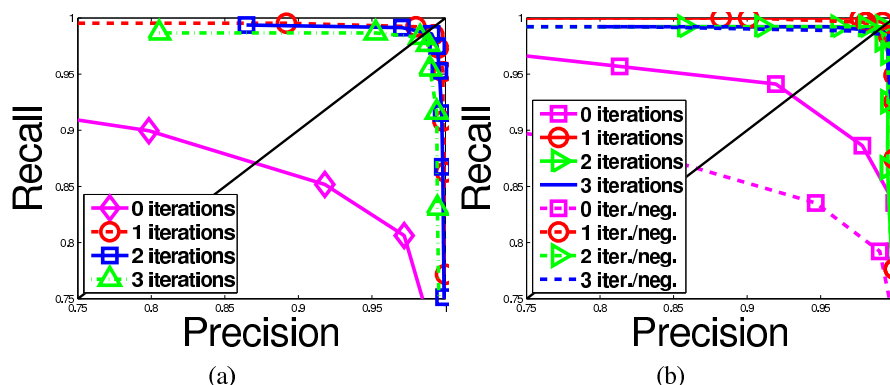 1
0.95
0.9
0.85
0.8
0.75
Recall
0 iterations
1 iterations
2 iterations
3 iterations
0.75 0.8 0.85 0.9 0.95 1
Precision
(a)
1
0.95
0.9
0.85
0.8
0.75
Recall
0 iterations
1 iterations
2 iterations
3 iterations
0 iter./neg.
1 iter./neg.
2 iter./neg.
3 iter./neg.
0.75 0.8 0.85 0.9 0.95
Precision
(b)